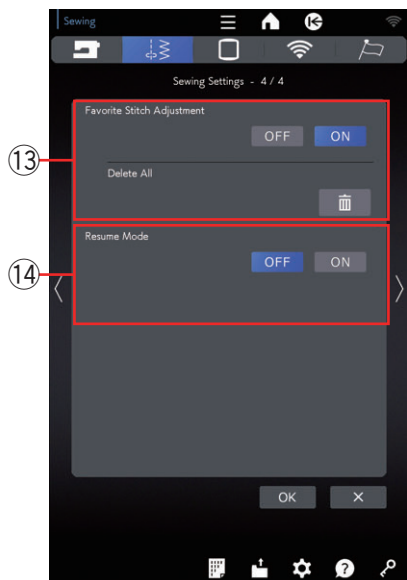 Sewing
Sewing Settings - 4 / 4
⑬
Favorite Stitch Adjustment
OFF ON
Delete All
⑭
Resume Mode
OFF ON
OK ×
?